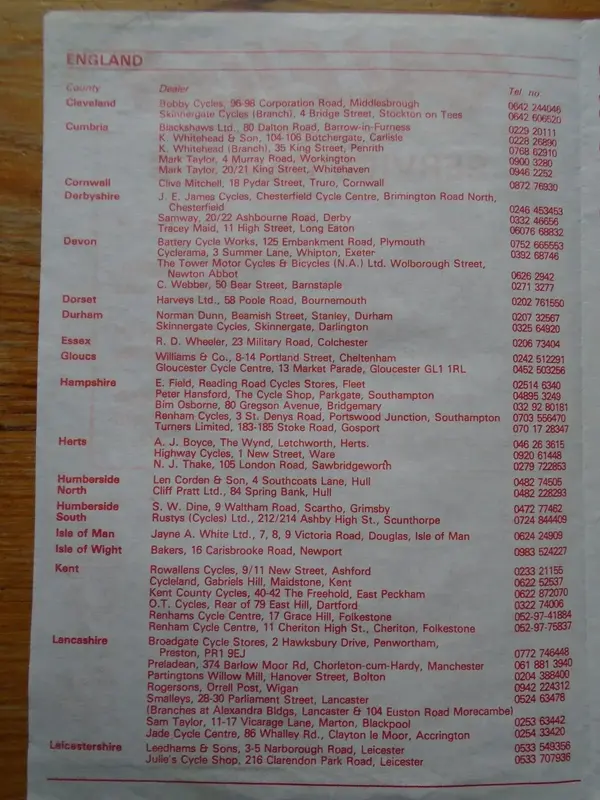 ENGLAND
County Dealer Tel no
Cleveland Bobby Cycles, 96-98 Corporation Road, Middlesbrough 0642 244046
Skinnergate Cycles (Branch), 4 Bridge Street, Stockton on Tees 0642 606520
Cumbria Blackshaws Ltd., 80 Dalton Road, Barrow-in-Furness 0229 20111
K. Whitehead & Son, 104-106 Botchergate, Carlisle 0228 26890
K. Whitehead (Branch), 35 King Street, Penrith 0768 62910
Mark Taylor, 4 Murray Road, Workington 0900 3280
Mark Taylor, 20/21 King Street, Whitehaven 0946 2252
Cornwall Clive Mitchell, 18 Pydar Street, Truro, Cornwall 0872 76930
Derbyshire J. E. James Cycles, Chesterfield Cycle Centre, Brimington Road North,
Chesterfield 0246 453453
Samway, 20/22 Ashbourne Road, Derby 0332 46656
Tracey Maid, 11 High Street, Long Eaton 06076 68832
Devon Battery Cycle Works, 125 Embankment Road, Plymouth 0752 665553
Cyclerama, 3 Summer Lane, Whipton, Exeter 0392 68746
The Tower Motor Cycles & Bicycles (N.A.) Ltd. Wolborough Street,
Newton Abbot 0626 2942
C. Webber, 50 Bear Street, Barnstaple 0271 3277
Dorset Harveys Ltd., 58 Poole Road, Bournemouth 0202 761550
Durham Norman Dunn, Beamish Street, Stanley, Durham 0207 32567
Skinnergate Cycles, Skinnergate, Darlington 0325 64920
Essex R. D. Wheeler, 23 Military Road, Colchester 0206 73404
Gloucs Williams & Co., 8-14 Portland Street, Cheltenham 0242 512291
Gloucester Cycle Centre, 13 Market Parade, Gloucester GL1 1RL 0452 503256
Hampshire E. Field, Reading Road Cycles Stores, Fleet 02514 6340
Peter Hansford, The Cycle Shop, Parkgate, Southampton 04895 3249
Bim Osborne, 80 Gregson Avenue, Bridgemary 032 92 80181
Renham Cycles, 3 St. Denys Road, Portswood Junction, Southampton 0703 556470
Turners Limited, 183-185 Stoke Road, Gosport 070 17 28347
Herts A. J. Boyce, The Wynd, Letchworth, Herts. 046 26 3615
Highway Cycles, 1 New Street, Ware 0920 61448
N. J. Thake, 105 London Road, Sawbridgeworth 0279 722853
Humberside Len Corden & Son, 4 Southcoats Lane, Hull 0482 74505
North Cliff Pratt Ltd., 84 Spring Bank, Hull 0482 228293
Humberside S. W. Dine, 9 Waltham Road, Scartho, Grimsby 0472 77462
South Rustys (Cycles) Ltd., 212/214 Ashby High St., Scunthorpe 0724 844409
Isle of Man Jayne A. White Ltd., 7, 8, 9 Victoria Road, Douglas, Isle of Man 0624 24909
Isle of Wight Bakers, 16 Carisbrooke Road, Newport 0983 524227
Kent Rowallens Cycles, 9/11 New Street, Ashford 0233 21155
Cycleland, Gabriels Hill, Maidstone, Kent 0622 52537
Kent County Cycles, 40-42 The Freehold, East Peckham 0622 872070
O.T. Cycles, Rear of 79 East Hill, Dartford 0322 74006
Renhams Cycle Centre, 17 Grace Hill, Folkestone 052-97-41884
Renham Cycle Centre, 11 Cheriton High St., Cheriton, Folkestone 052-97-75837
Lancashire Broadgate Cycle Stores, 2 Hawksbury Drive, Penwortham,
Preston, PR1 9EJ 0772 746448
Preladean, 374 Barlow Moor Rd, Chorleton-cum-Hardy, Manchester 061 881 3940
Partingtons Willow Mill, Hanover Street, Bolton 0204 388400
Rogersons, Orrell Post, Wigan 0942 224312
Smalleys, 28-30 Parliament Street, Lancaster 0524 63478
(Branches at Alexandra Bldgs, Lancaster & 104 Euston Road Morecambe)
Sam Taylor, 11-17 Vicarage Lane, Marton, Blackpool 0253 63442
Jade Cycle Centre, 86 Whalley Rd., Clayton le Moor, Accrington 0254 33420
Leicestershire Leedhams & Sons, 3-5 Narborough Road, Leicester 0533 549356
Julie's Cycle Shop, 216 Clarendon Park Road, Leicester 0533 707936